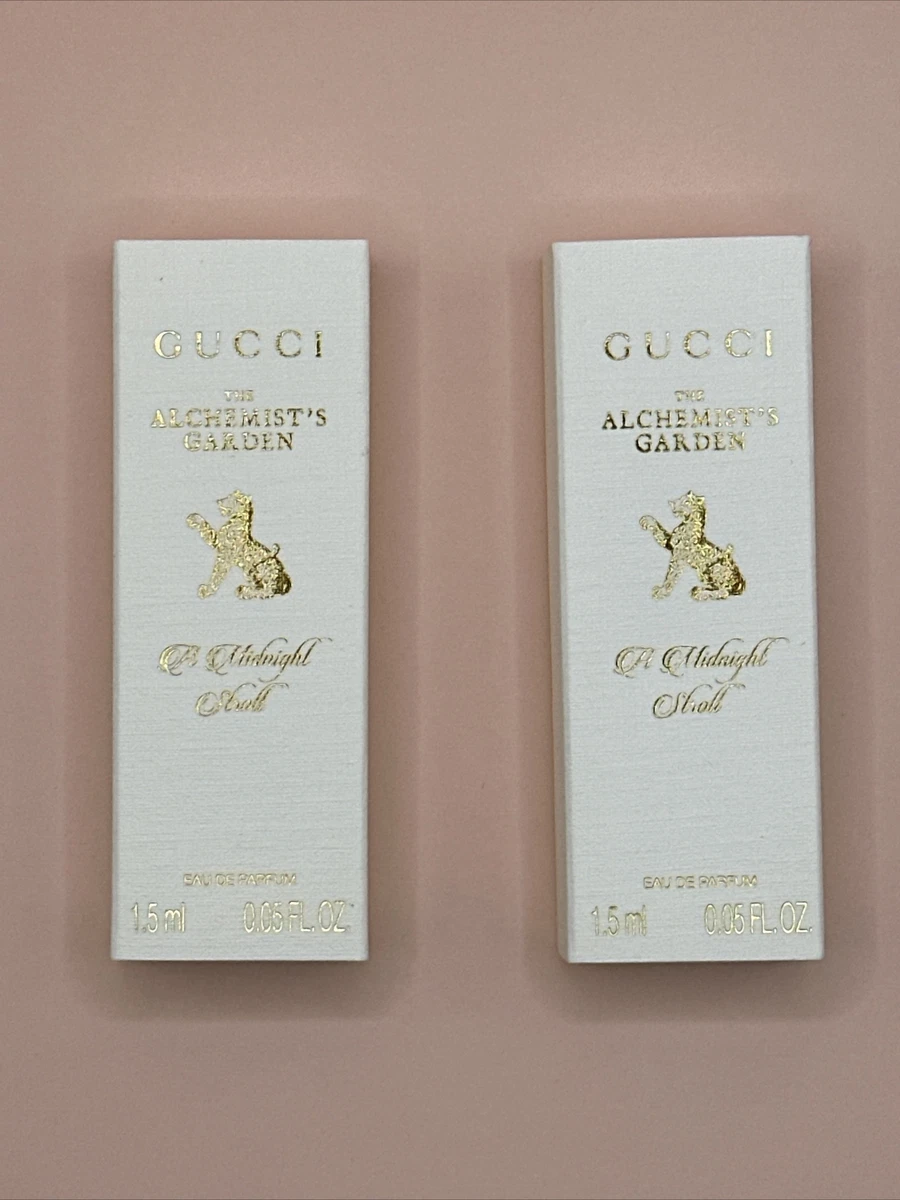 GUCCI
THE
ALCHEMIST'S
GARDEN
A Midnight
Stroll
EAU DE PARFUM
1.5 ml 0.05 FL.OZ.
GUCCI
THE
ALCHEMIST'S
GARDEN
A Midnight
Stroll
EAU DE PARFUM
1.5 ml 0.05 FL.OZ.